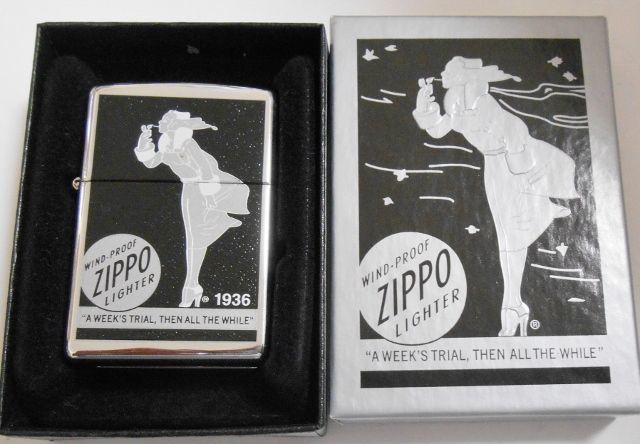 WIND-PROOF
ZIPPO
LIGHTER
® 1936
"A WEEK'S TRIAL, THEN ALL THE WHILE"
WIND-PROOF
ZIPPO
LIGHTER
®
"A WEEK'S TRIAL, THEN ALL THE WHILE"